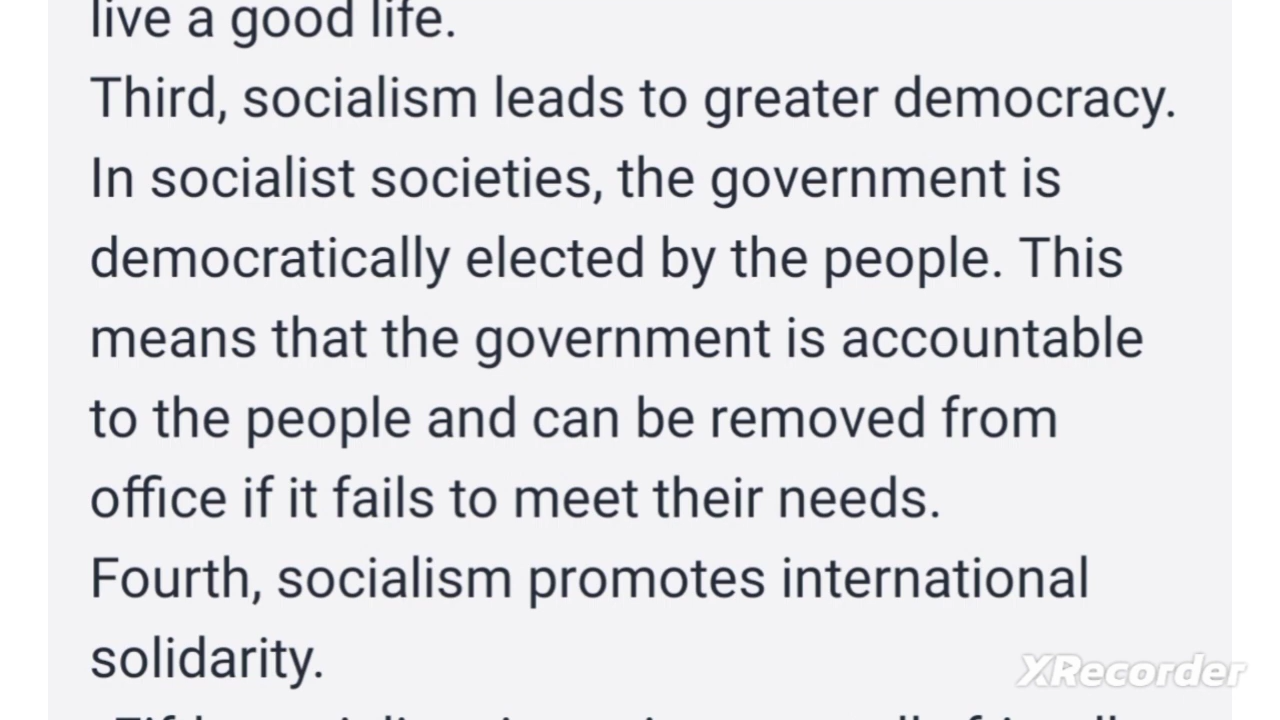 live a good life.
Third, socialism leads to greater democracy.
In socialist societies, the government is
democratically elected by the people. This
means that the government is accountable
to the people and can be removed from
office if it fails to meet their needs.
Fourth, socialism promotes international
solidarity.
XRecorder